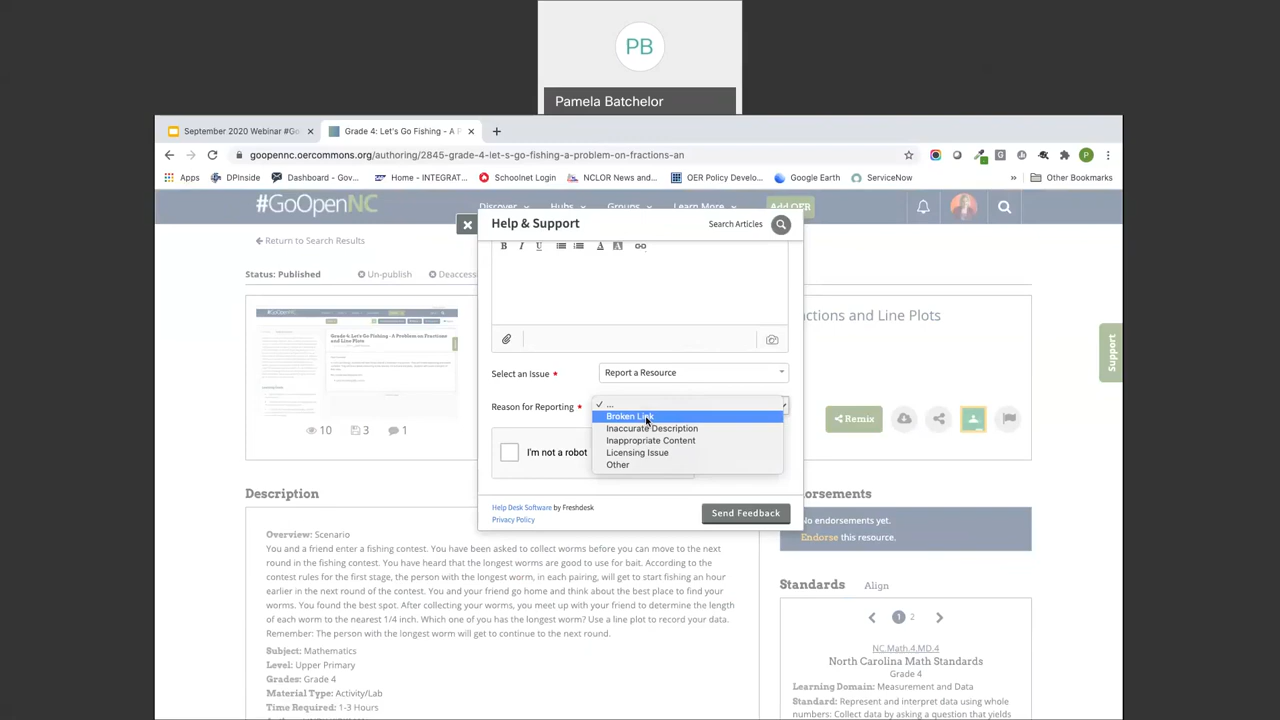 PB
Pamela Batchelor
September 2020 Webinar #Go
Grade 4: Let's Go Fishing - A P
goopennc.oercommons.org/authoring/2845-grade-4-let-s-go-fishing-a-problem-on-fractions-an
P
Apps DPInside Dashboard - Gov... Home - INTEGRAT... Schoolnet Login NCLOR News and... OER Policy Develo... Google Earth ServiceNow » Other Bookmarks
#GoOpenNC Discover Hubs Groups Learn More Add OER
Help & Support Search Articles
Return to Search Results
B I U A A
Status: Published Un-publish Deaccess
ctions and Line Plots
Support
Select an Issue * Report a Resource
Reason for Reporting * ✓ ...
Broken Link
Inaccurate Description
Inappropriate Content
Licensing Issue
Other
Remix
10 3 1
I'm not a robot
Help Desk Software by Freshdesk
Privacy Policy
Send Feedback
Description
Overview: Scenario
You and a friend enter a fishing contest. You have been asked to collect worms before you can move to the next
round in the fishing contest. You have heard that the longest worms are good to use for bait. According to the
contest rules for the first stage, the person with the longest worm, in each pairing, will get to start fishing an hour
earlier in the next round of the contest. You and your friend go home and think about the best place to find your
worms. You found the best spot. After collecting your worms, you meet up with your friend to determine the length
of each worm to the nearest 1/4 inch. Which one of you has the longest worm? Use a line plot to record your data.
Remember: The person with the longest worm will get to continue to the next round.
Subject: Mathematics
Level: Upper Primary
Grades: Grade 4
Material Type: Activity/Lab
Time Required: 1-3 Hours
orsements
No endorsements yet.
Endorse this resource.
Standards Align
1 2
NC.Math.4.MD.4
North Carolina Math Standards
Grade 4
Learning Domain: Measurement and Data
Standard: Represent and interpret data using whole
numbers: Collect data by asking a question that yields